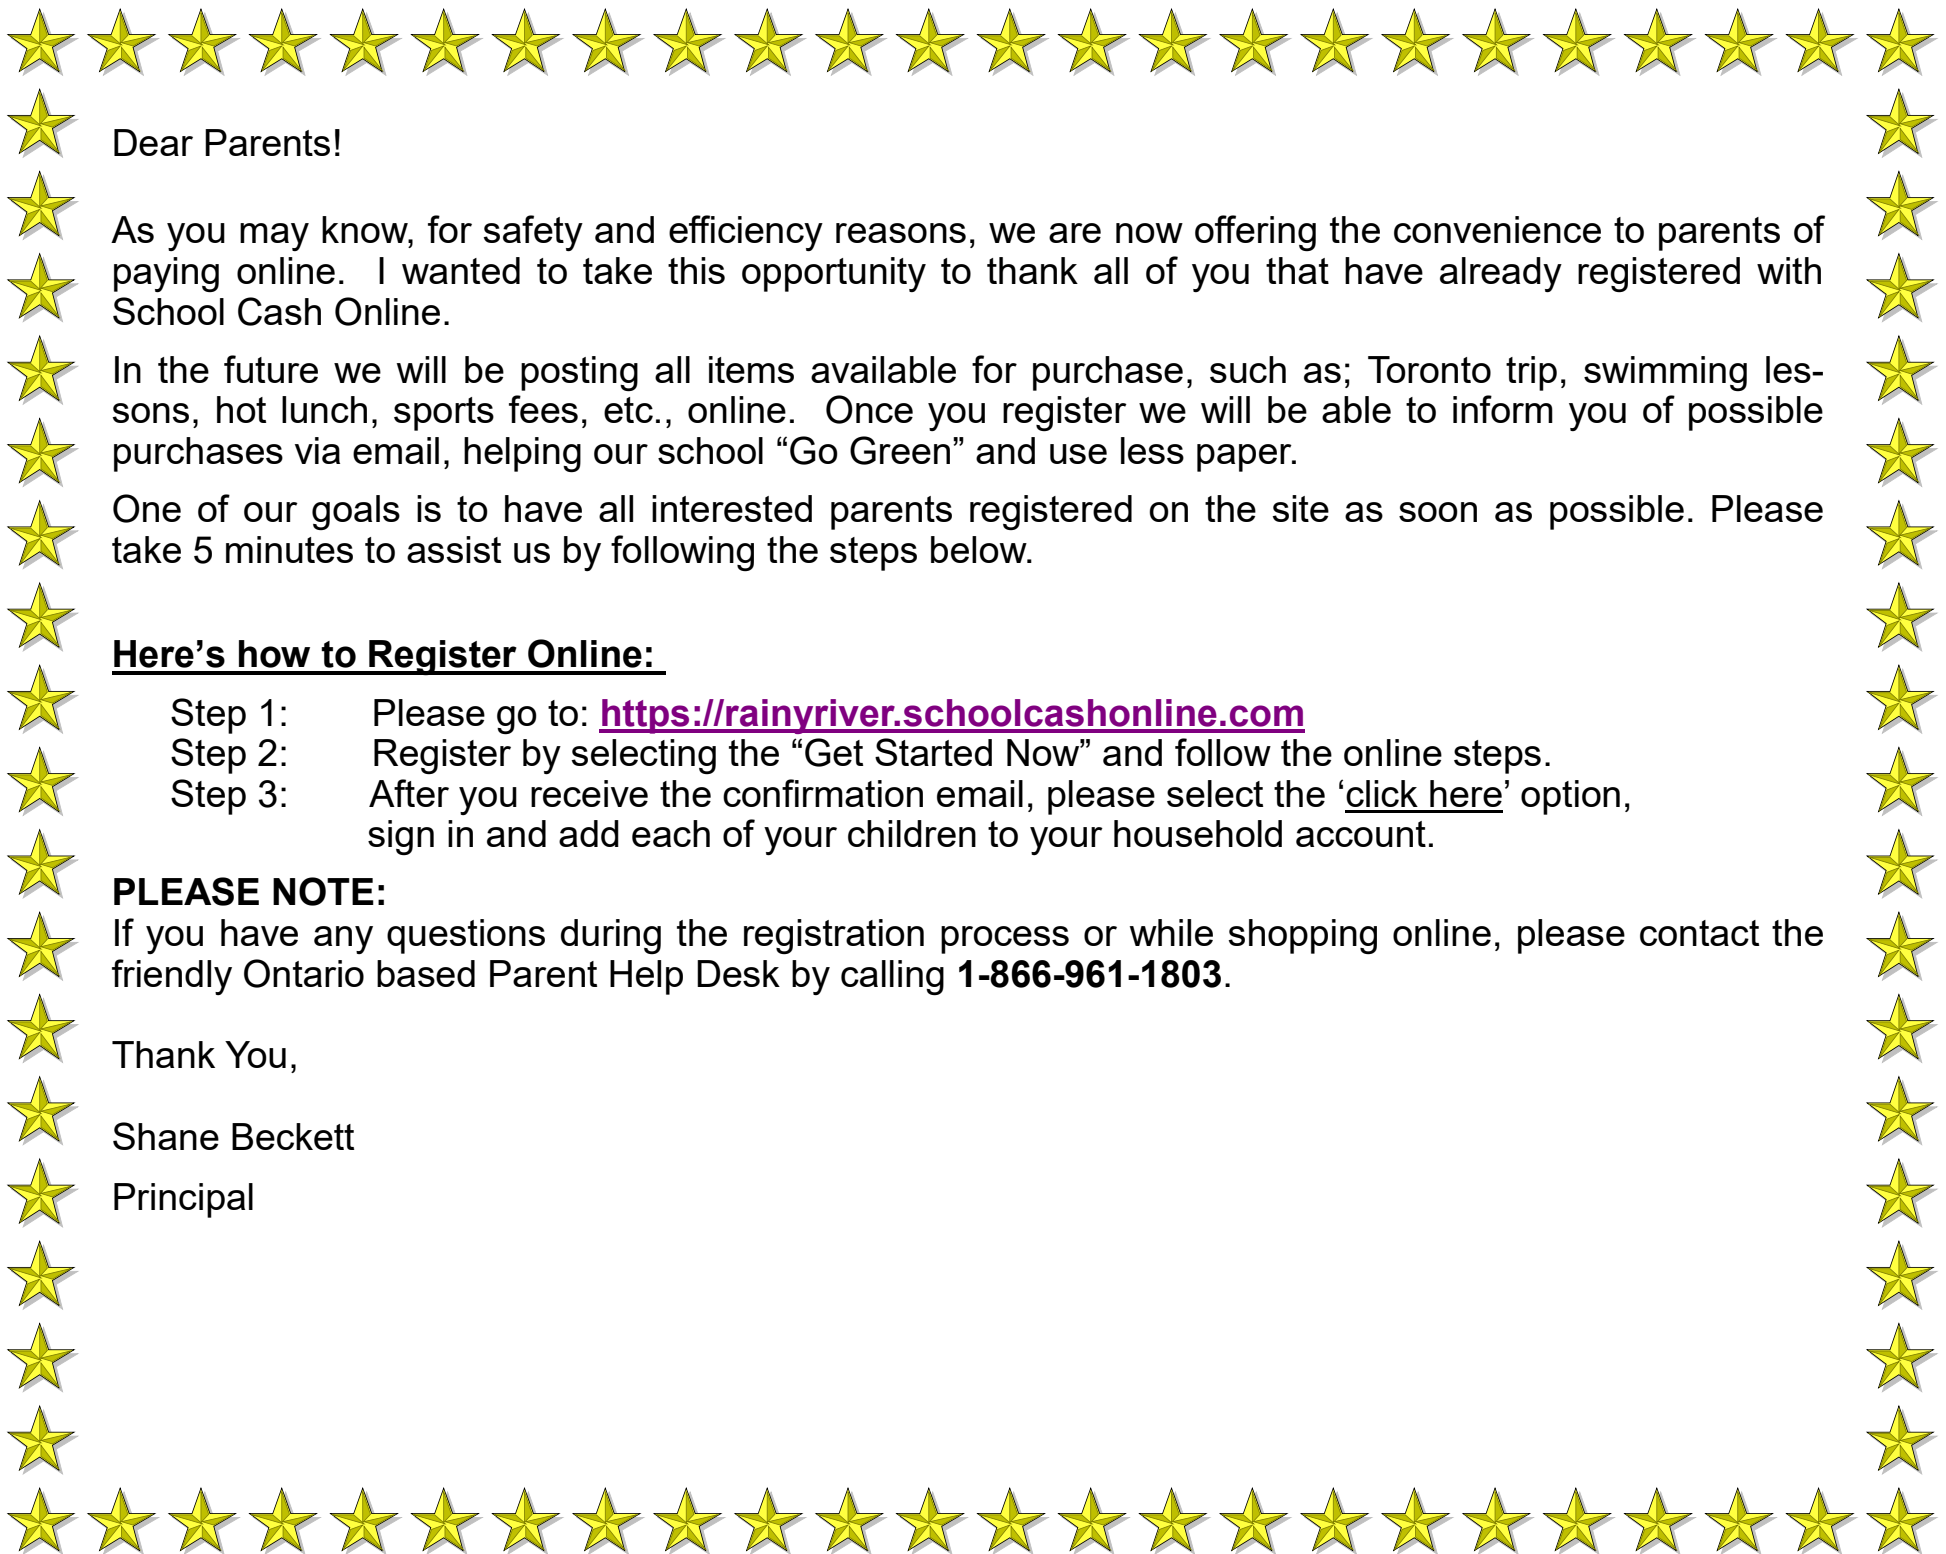 Dear Parents!
As you may know, for safety and efficiency reasons, we are now offering the convenience to parents of
paying online. I wanted to take this opportunity to thank all of you that have already registered with
School Cash Online.
In the future we will be posting all items available for purchase, such as; Toronto trip, swimming les-
sons, hot lunch, sports fees, etc., online. Once you register we will be able to inform you of possible
purchases via email, helping our school “Go Green” and use less paper.
One of our goals is to have all interested parents registered on the site as soon as possible. Please
take 5 minutes to assist us by following the steps below.
Here’s how to Register Online:
Step 1: Please go to: https://rainyriver.schoolcashonline.com
Step 2: Register by selecting the “Get Started Now” and follow the online steps.
Step 3: After you receive the confirmation email, please select the ‘click here’ option,
sign in and add each of your children to your household account.
PLEASE NOTE:
If you have any questions during the registration process or while shopping online, please contact the
friendly Ontario based Parent Help Desk by calling 1-866-961-1803.
Thank You,
Shane Beckett
Principal